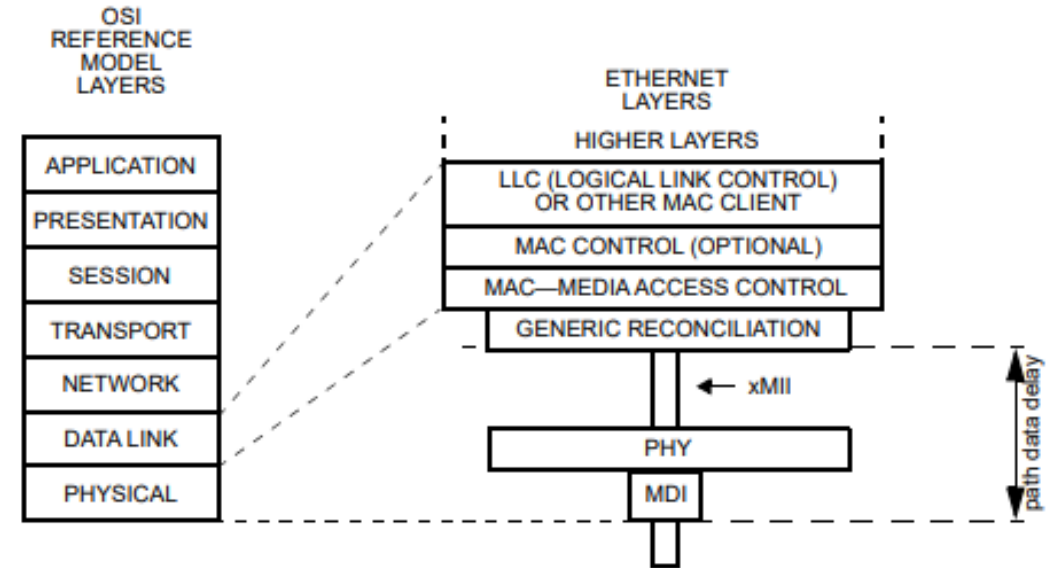 OSI
REFERENCE
MODEL
LAYERS
APPLICATION
PRESENTATION
SESSION
TRANSPORT
NETWORK
DATA LINK
PHYSICAL
ETHERNET
LAYERS
HIGHER LAYERS
LLC (LOGICAL LINK CONTROL)
OR OTHER MAC CLIENT
MAC CONTROL (OPTIONAL)
MAC—MEDIA ACCESS CONTROL
GENERIC RECONCILIATION
xMII
PHY
MDI
path data delay